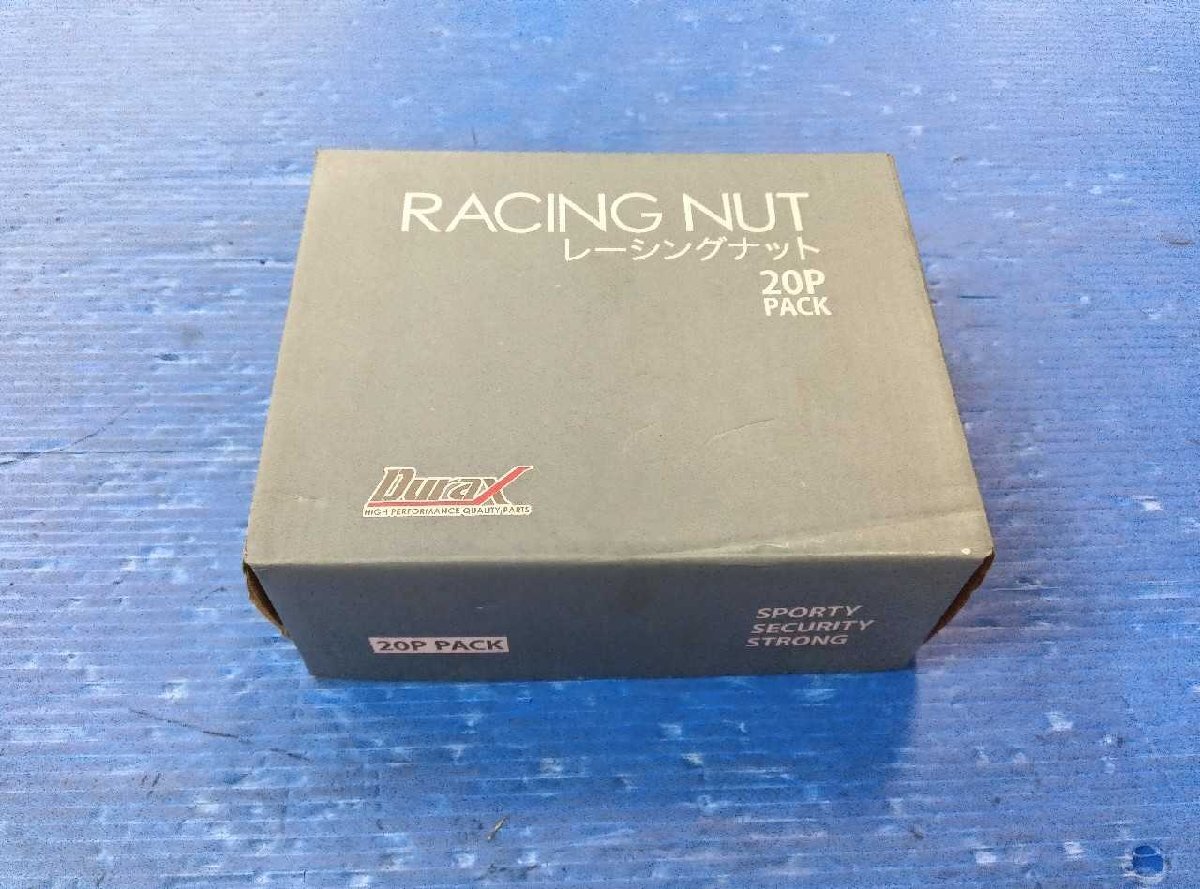 RACING NUT
レーシングナット
20P
PACK
Durax
HIGH PERFORMANCE QUALITY PARTS
20P PACK
SPORTY
SECURITY
STRONG